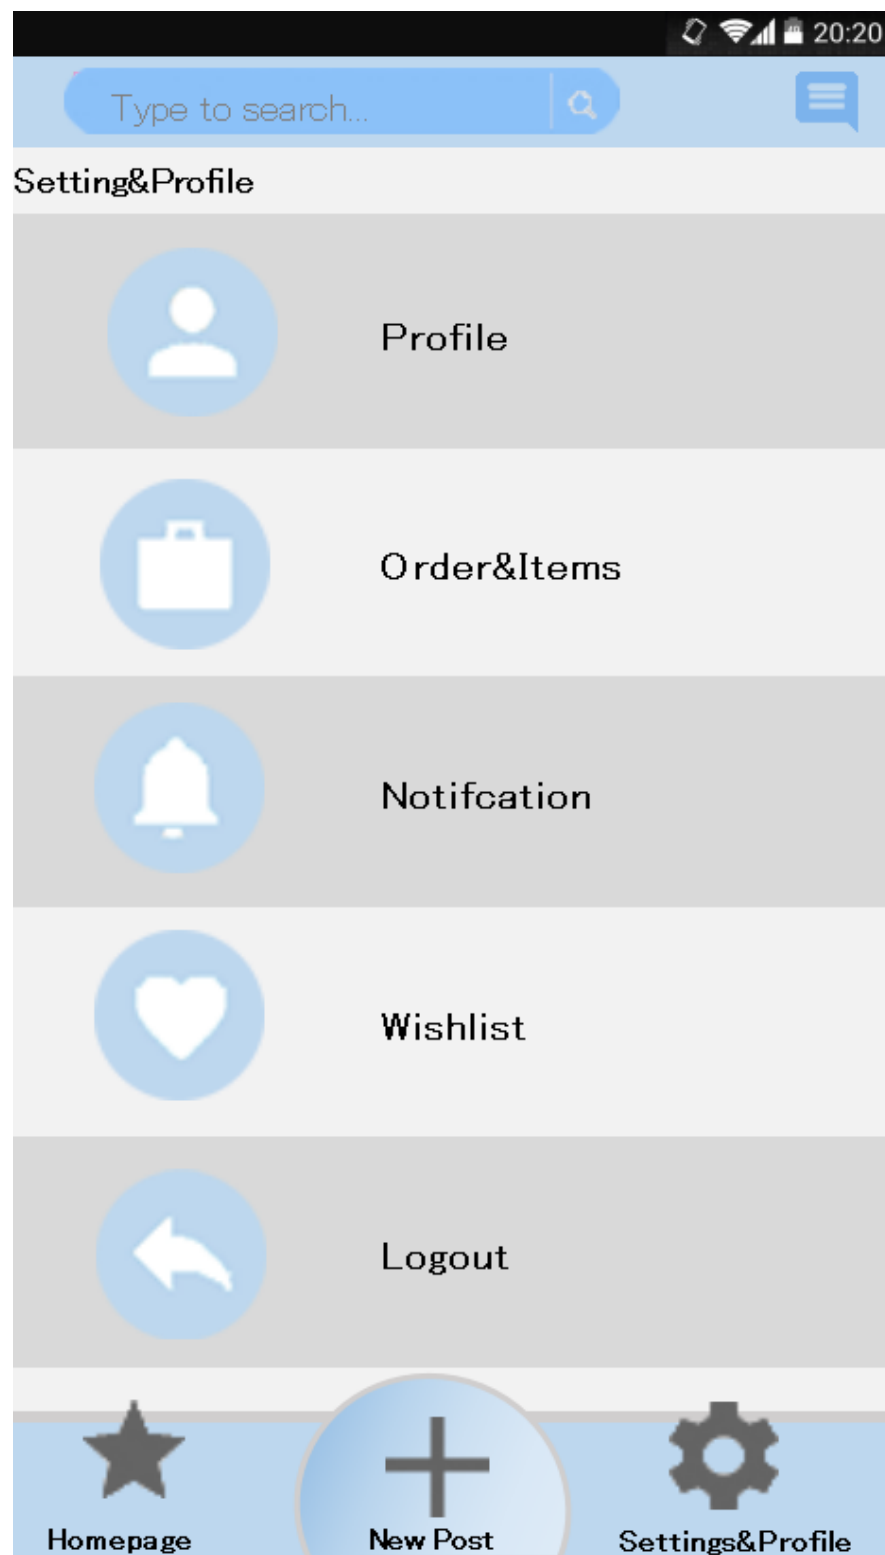 20:20
Type to search...
Setting&Profile
Profile
Order&Items
Notifcation
Wishlist
Logout
Homepage
New Post
Settings&Profile